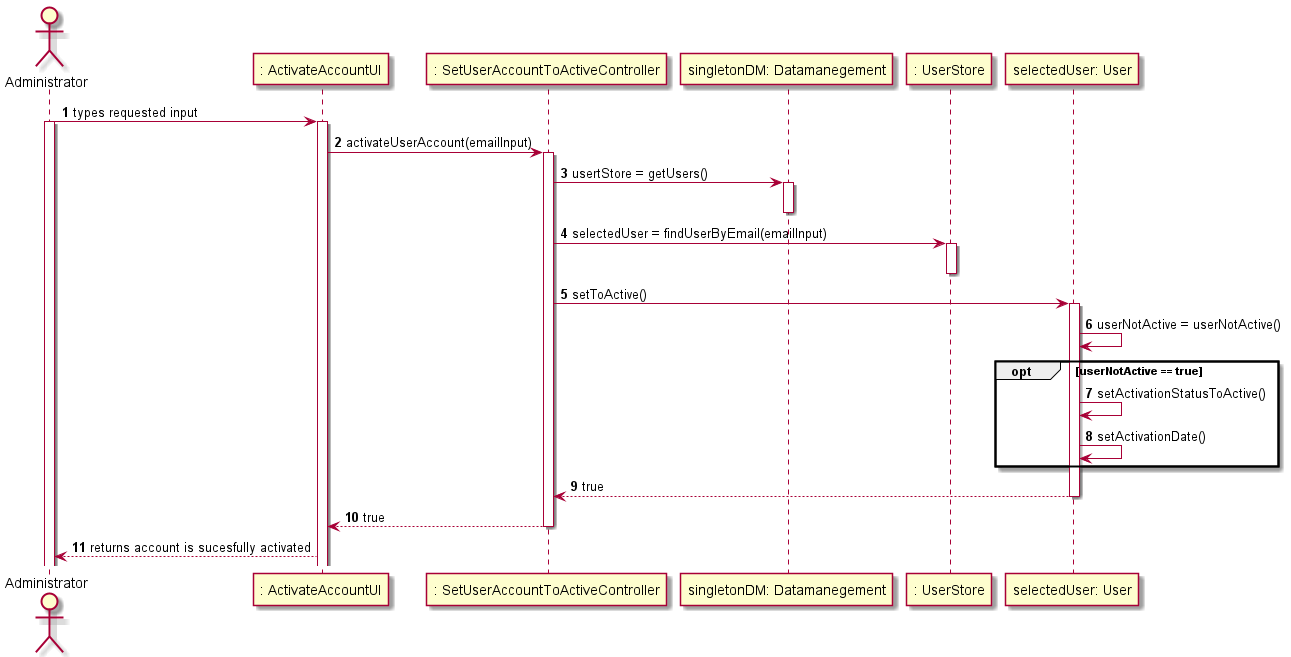 Administrator
: ActivateAccountUI
: SetUserAccountToActiveController
singletonDM: Datamanegement
: UserStore
selectedUser: User
1 types requested input
2 activateUserAccount(emailInput)
3 usertStore = getUsers()
4 selectedUser = findUserByEmail(emailInput)
5 setToActive()
6 userNotActive = userNotActive()
opt [userNotActive == true]
7 setActivationStatusToActive()
8 setActivationDate()
9 true
10 true
11 returns account is sucesfully activated
Administrator
: ActivateAccountUI
: SetUserAccountToActiveController
singletonDM: Datamanegement
: UserStore
selectedUser: User